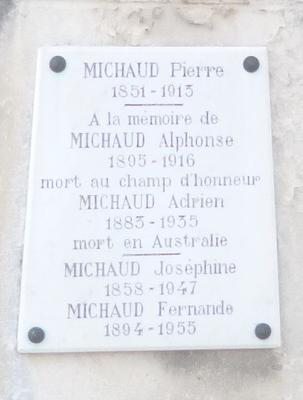 MICHAUD Pierre
1851-1913
A la mémoire de
MICHAUD Alphonse
1895-1916
mort au champ d'honneur
MICHAUD Adrien
1883-1935
mort en Australie
MICHAUD Joséphine
1858-1947
MICHAUD Fernande
1894-1955